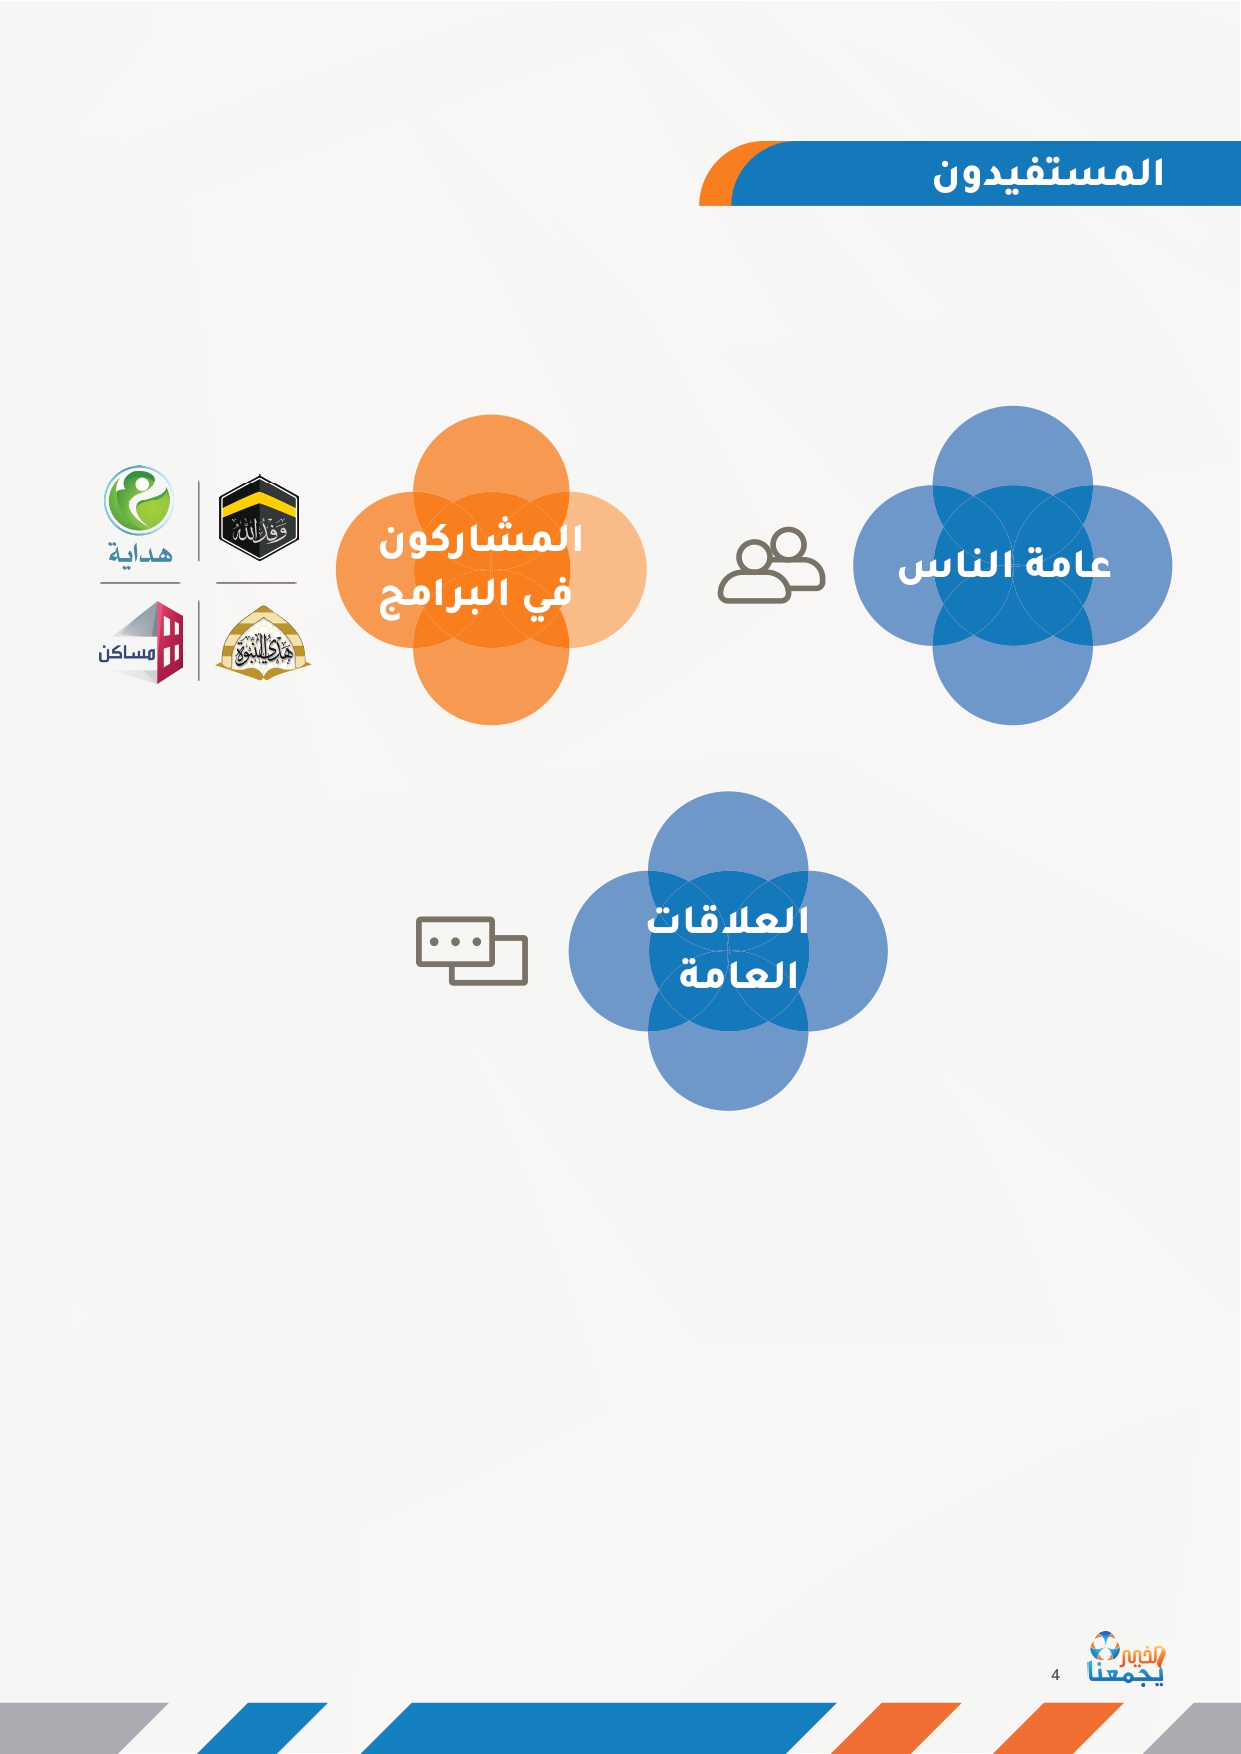 المستفيدون
عامة الناس
المشاركون
في البرامج
وفد الله
هداية
هدي النبوة
مساكن
العلاقات
العامة
الخير
يجمعنا
4